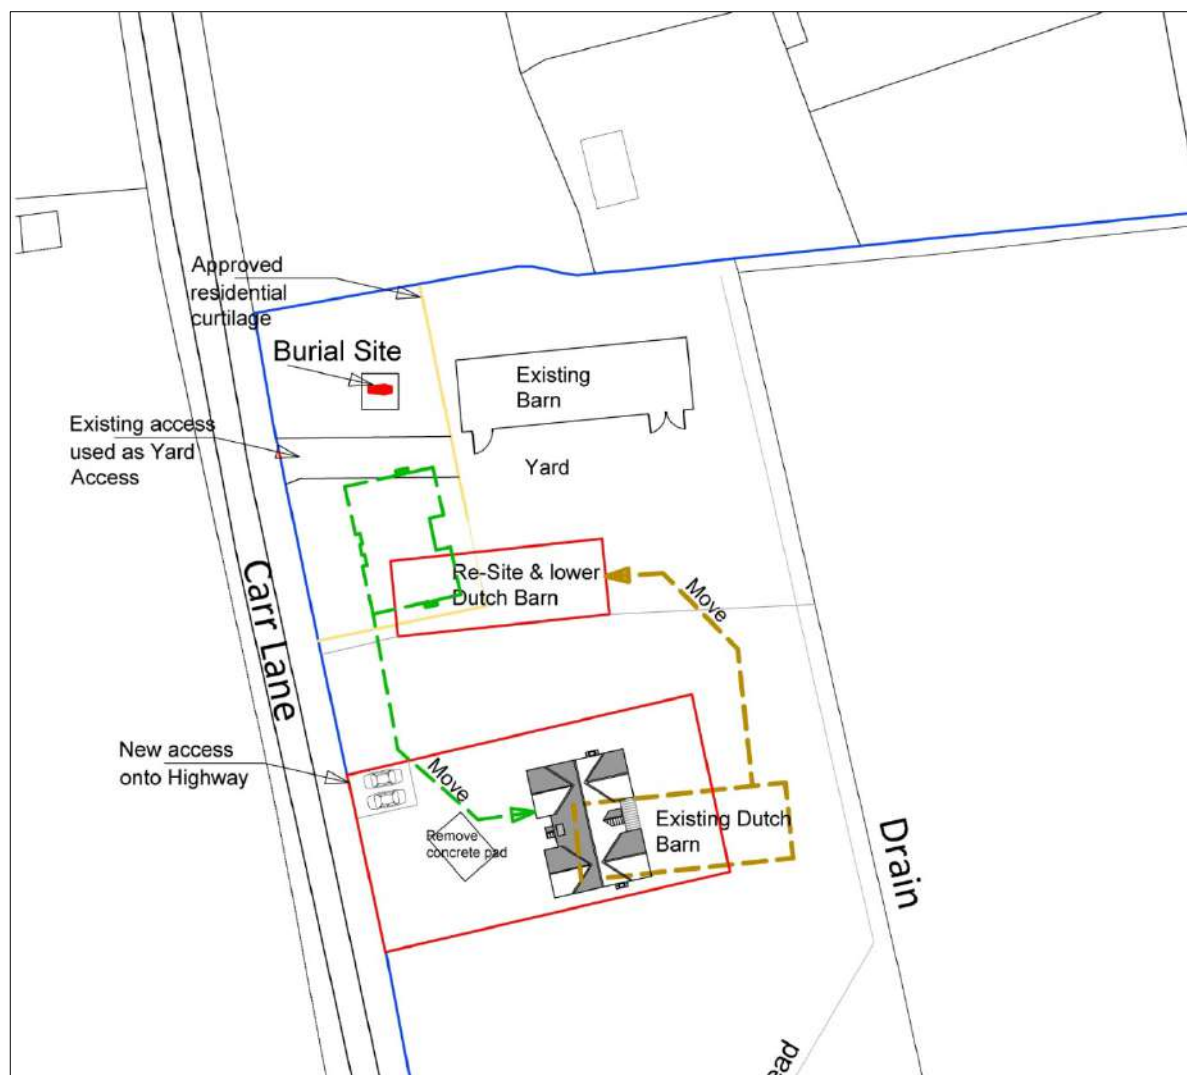 Approved
residential
curtilage
Burial Site
Existing
Barn
Existing access
used as Yard
Access
Yard
Re-Site & lower
Dutch Barn
Move
Carr Lane
New access
onto Highway
Move
Remove
concrete pad
Existing Dutch
Barn
Drain
ead